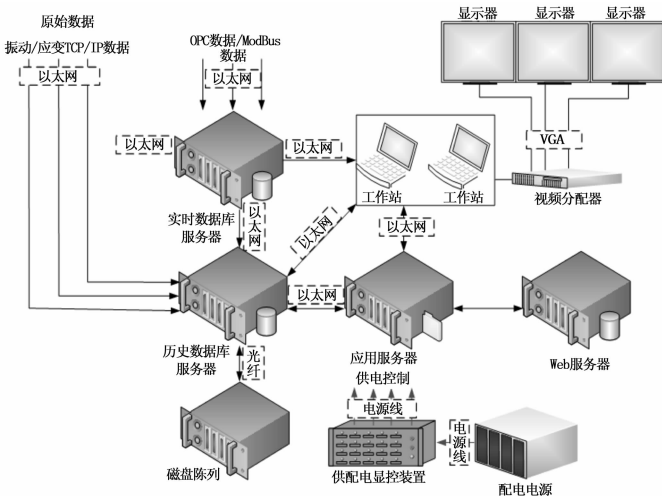 原始数据
振动/应变TCP/IP数据
以太网
OPC数据/ModBus
数据
以太网
显示器
显示器
显示器
VGA
以太网
以太网
工作站
工作站
视频分配器
实时数据库
服务器
以太网
以太网
以太网
以太网
历史数据库
服务器
光纤
应用服务器
Web服务器
供电控制
电源线
电源线
磁盘陈列
供配电显控装置
配电电源